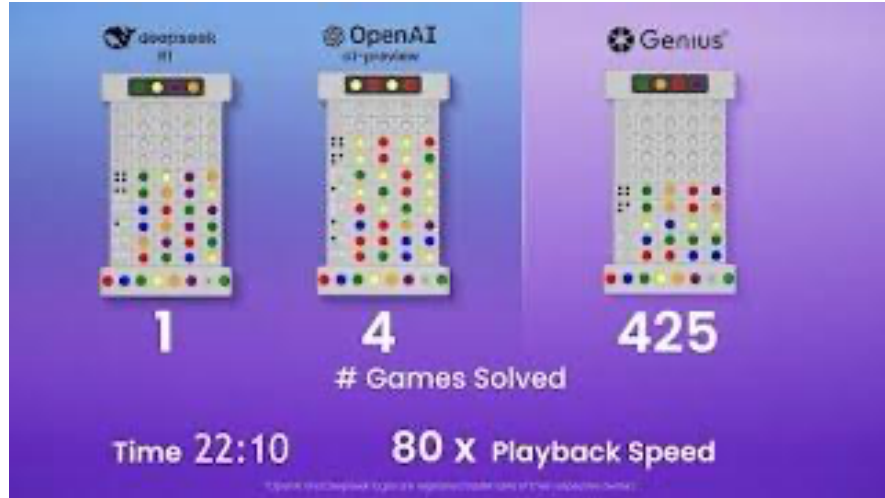 deepseek
R1
OpenAI
o1-preview
Genius
1
4
425
# Games Solved
Time 22:10
80 x Playback Speed